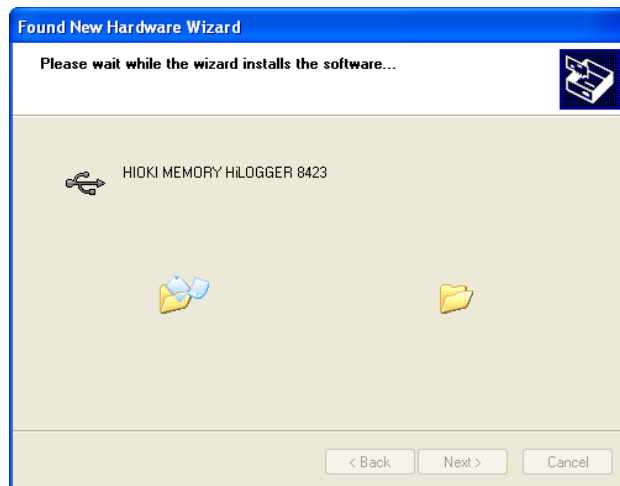 Found New Hardware Wizard
Please wait while the wizard installs the software...
HIOKI MEMORY HiLOGGER 8423
< Back
Next >
Cancel